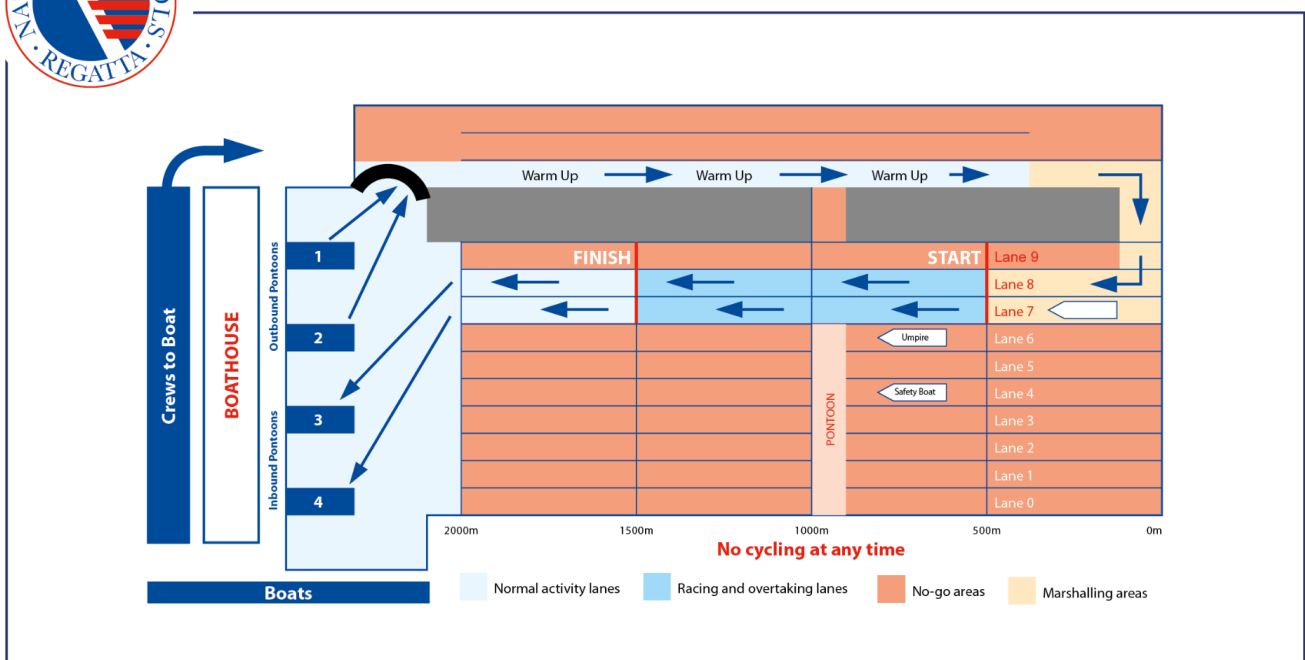 NA
OLS
· REGATTA ·
Crews to Boat
BOATHOUSE
Outbound Pontoons
Inbound Pontoons
1
2
3
4
Boats
Warm Up
Warm Up
Warm Up
FINISH
START
Lane 9
Lane 8
Lane 7
Umpire
Lane 6
Lane 5
Safety Boat
Lane 4
PONTOON
Lane 3
Lane 2
Lane 1
Lane 0
2000m
1500m
1000m
500m
0m
No cycling at any time
Normal activity lanes
Racing and overtaking lanes
No-go areas
Marshalling areas